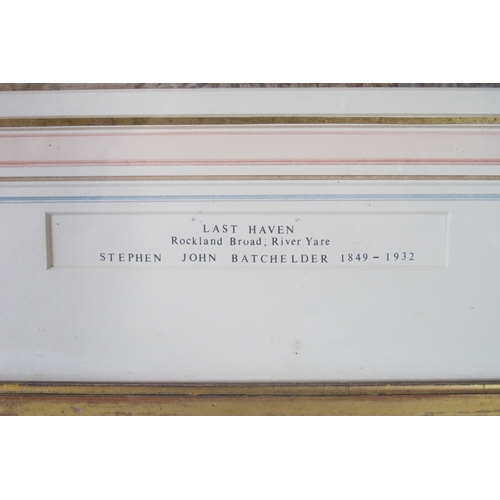 LAST HAVEN
Rockland Broad, River Yare
STEPHEN JOHN BATCHELDER 1849 - 1932